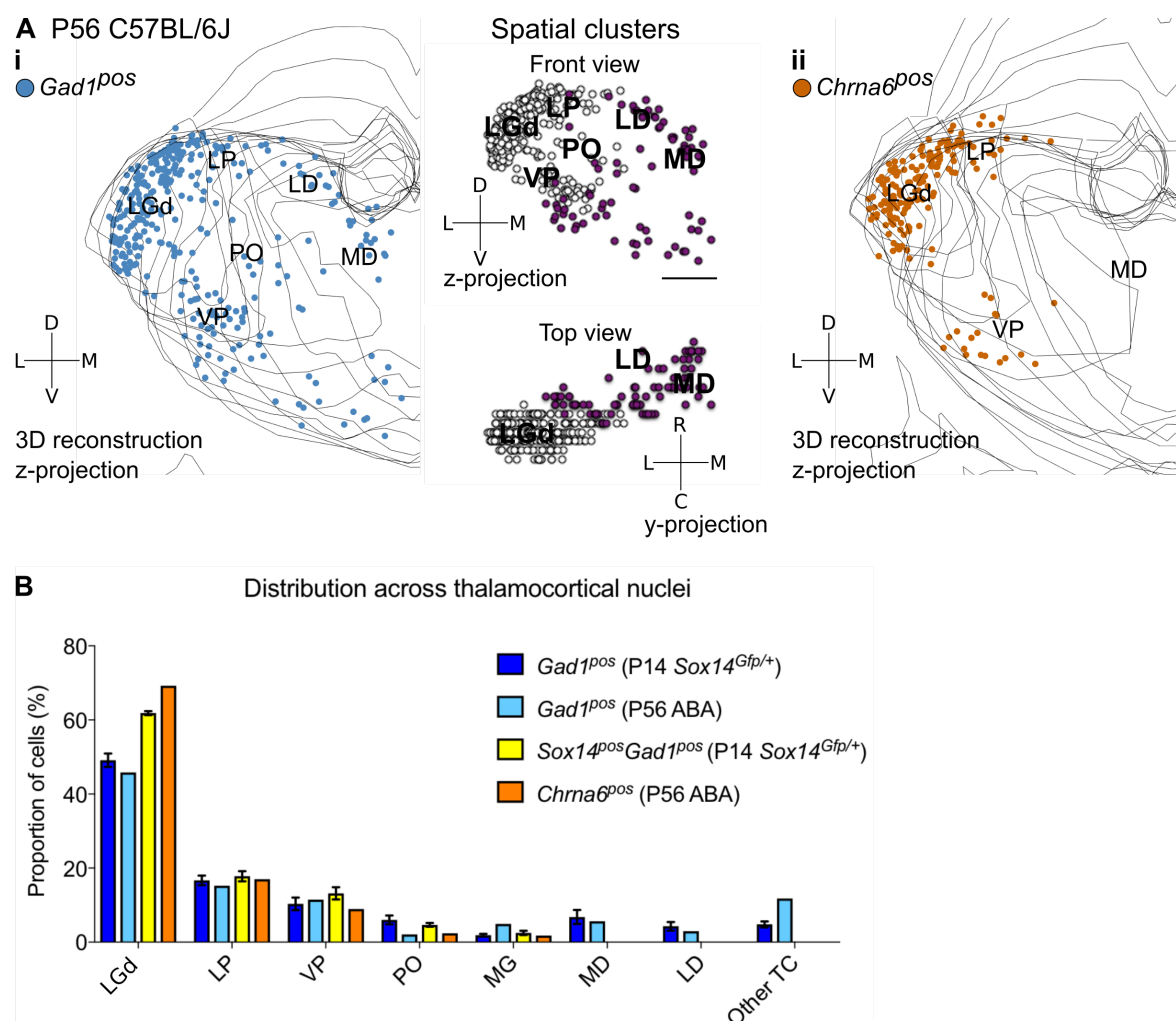 A P56 C57BL/6J
i
Gad1pos
LP
LD
LGd
PO
MD
VP
D
L M
V
3D reconstruction
z-projection
Spatial clusters
Front view
LP
LGd
LD
PO
MD
VP
D
L M
V
z-projection
Top view
LD
MD
LGd
R
L M
C
y-projection
ii
Chrna6pos
LP
LGd
MD
VP
D
L M
V
3D reconstruction
z-projection
B
Distribution across thalamocortical nuclei
Proportion of cells (%)
80
60
40
20
0
Gad1pos (P14 Sox14Gfp/+)
Gad1pos (P56 ABA)
Sox14posGad1pos (P14 Sox14Gfp/+)
Chrna6pos (P56 ABA)
LGd
LP
VP
PO
MG
MD
LD
Other TC